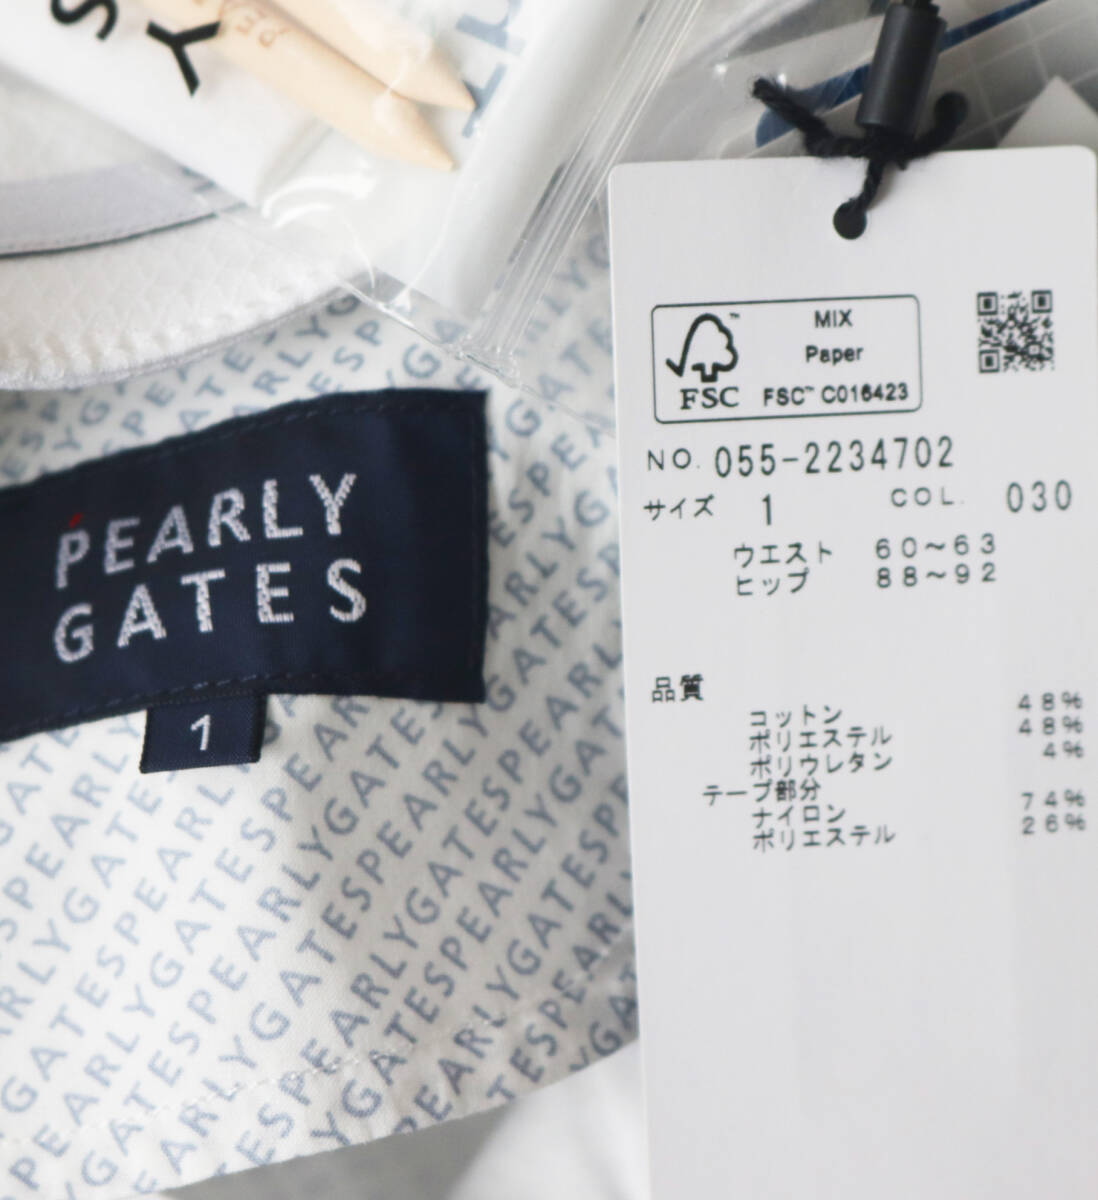 S Y
PEARLY
GATES
1
MIX
Paper
FSC
FSC™ C016423
NO. 055-2234702
サイズ 1 COL. 030
ウエスト 60~63
ヒップ 88~92
品質
コットン 48%
ポリエステル 48%
ポリウレタン 4%
テープ部分
ナイロン 74%
ポリエステル 26%